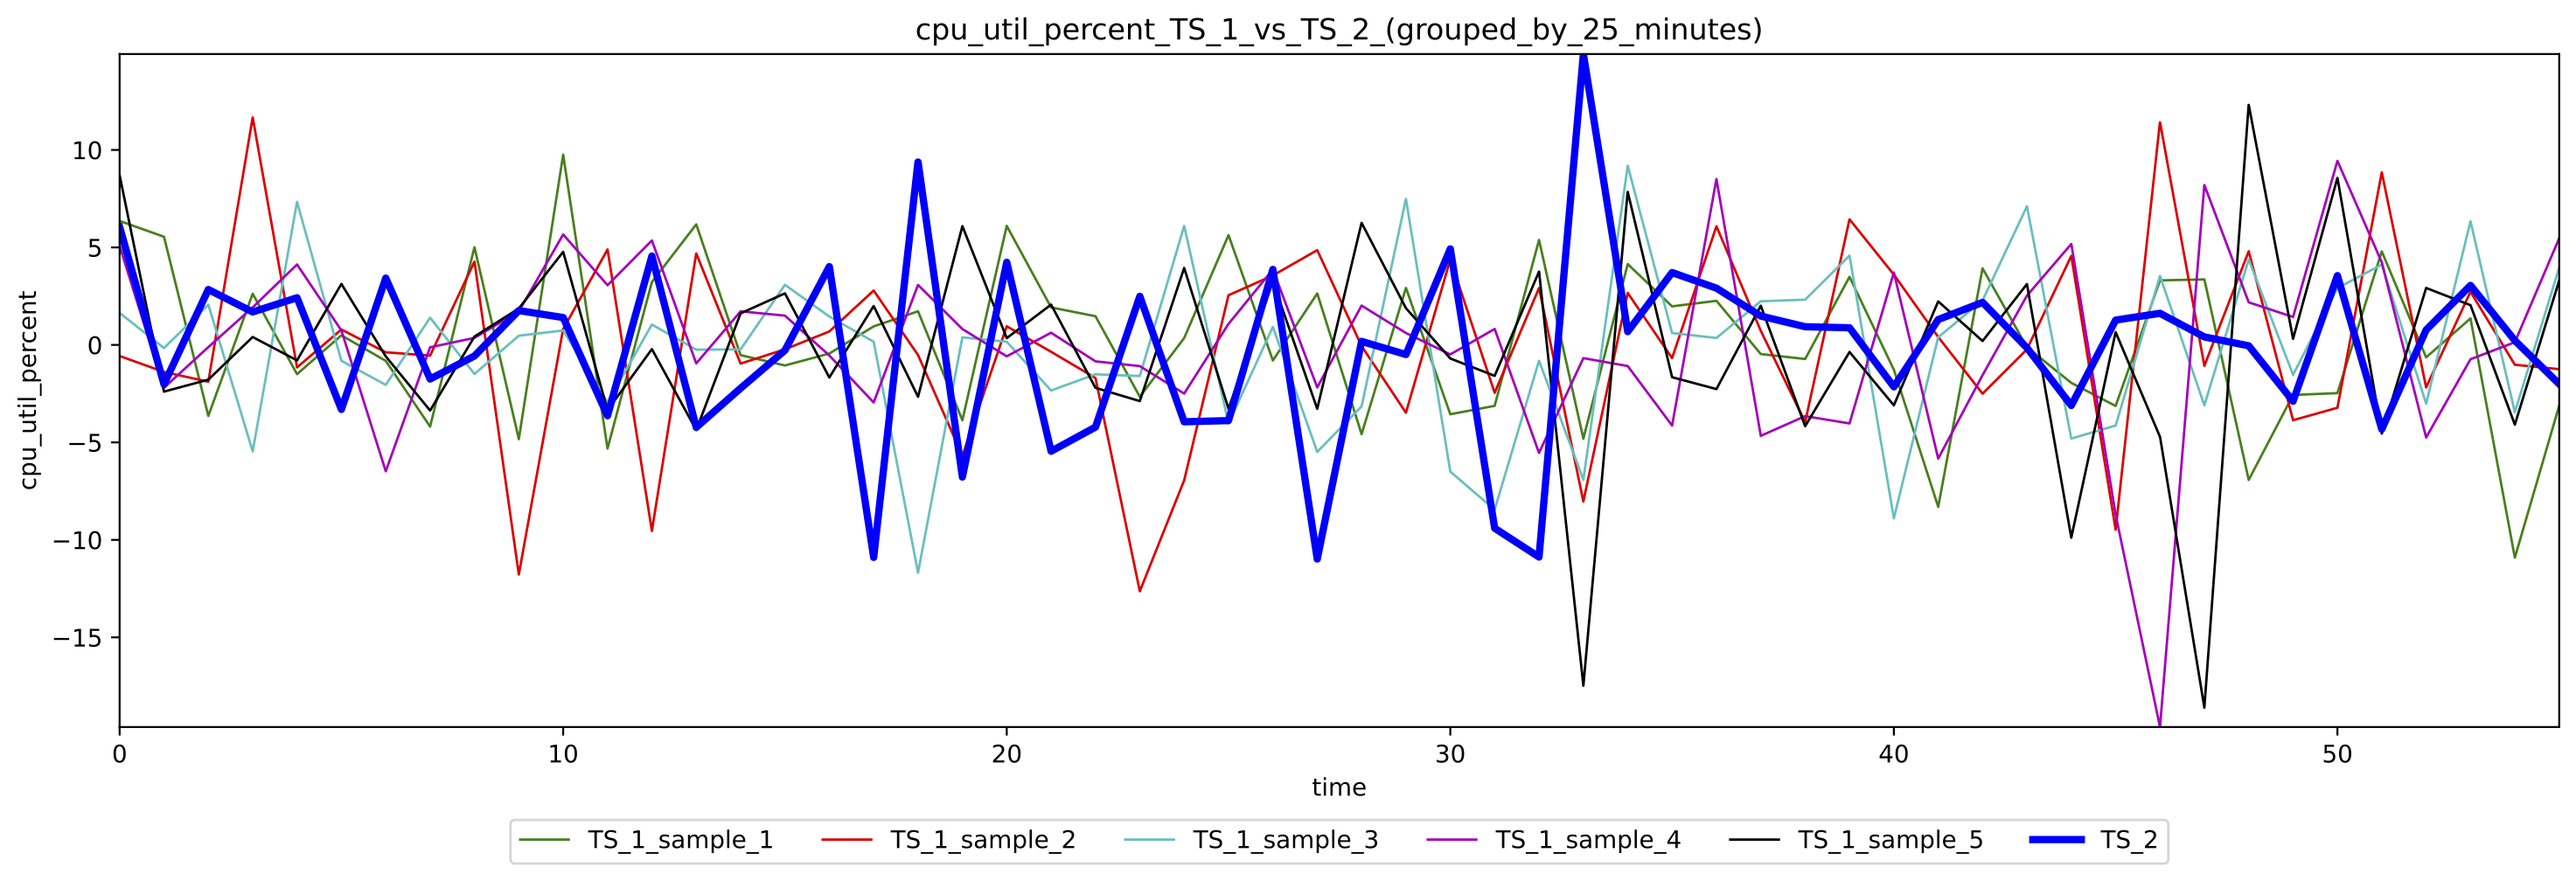 cpu_util_percent_TS_1_vs_TS_2_(grouped_by_25_minutes)
cpu_util_percent
10
5
0
−5
−10
−15
0 10 20 30 40 50
time
TS_1_sample_1 TS_1_sample_2 TS_1_sample_3 TS_1_sample_4 TS_1_sample_5 TS_2